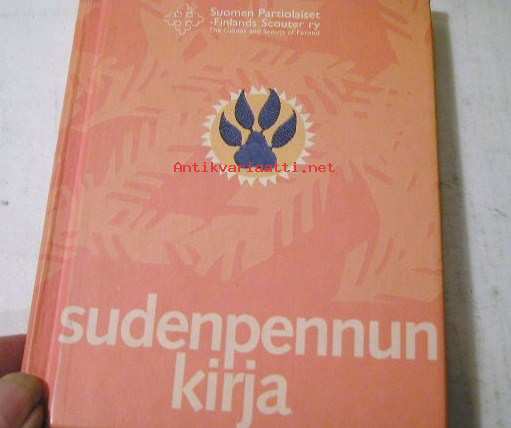 Suomen Partiolaiset
-Finlands Scouter ry
The Guides and Scouts of Finland
Antikvariaatti.net
sudenpennun
kirja